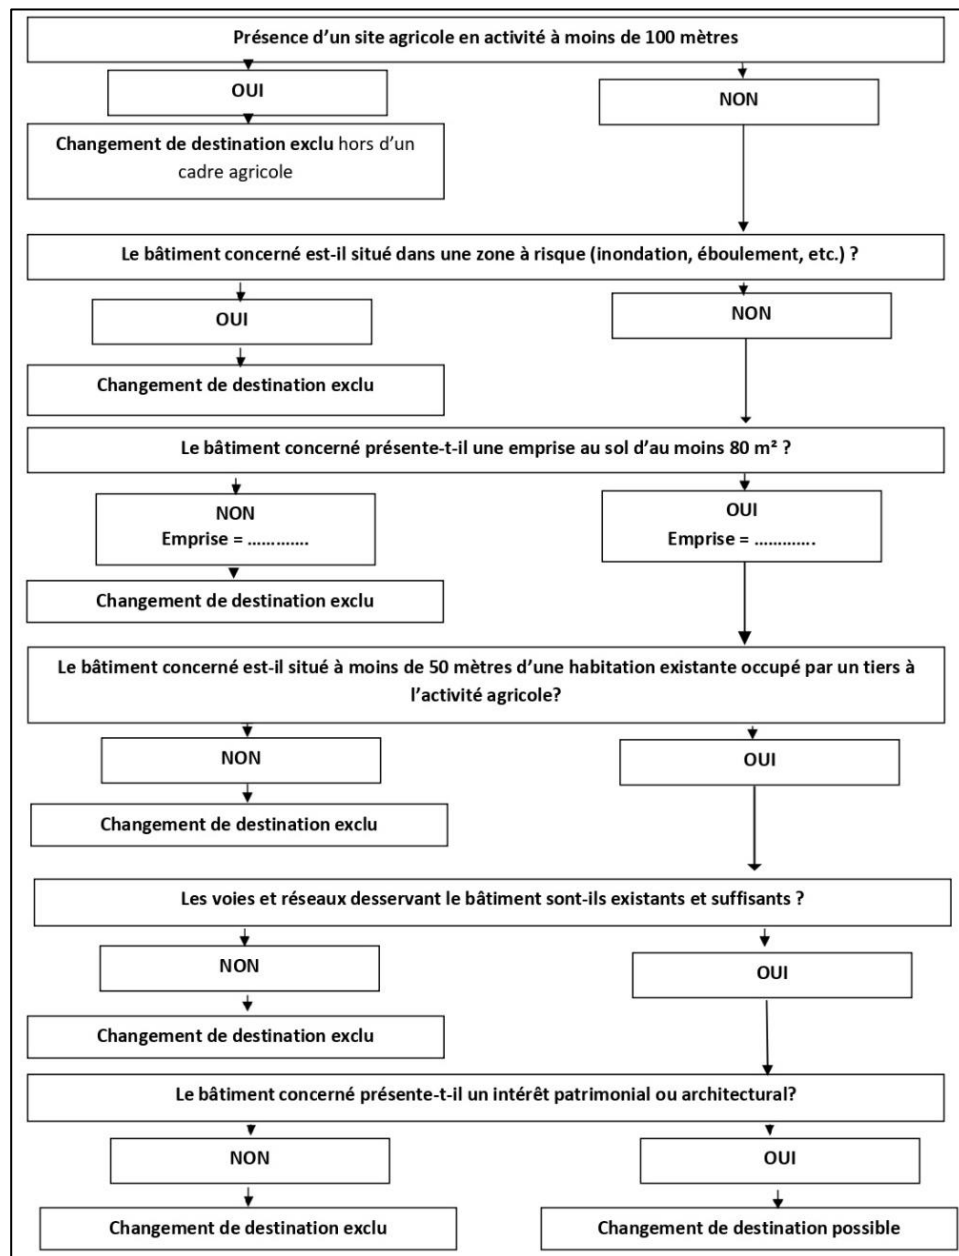 Présence d’un site agricole en activité à moins de 100 mètres
OUI
NON
Changement de destination exclu hors d’un
cadre agricole
Le bâtiment concerné est-il situé dans une zone à risque (inondation, éboulement, etc.) ?
OUI
NON
Changement de destination exclu
Le bâtiment concerné présente-t-il une emprise au sol d’au moins 80 m² ?
NON
Emprise = .............
OUI
Emprise = .............
Changement de destination exclu
Le bâtiment concerné est-il situé à moins de 50 mètres d’une habitation existante occupé par un tiers à
l’activité agricole?
NON
OUI
Changement de destination exclu
Les voies et réseaux desservant le bâtiment sont-ils existants et suffisants ?
NON
OUI
Changement de destination exclu
Le bâtiment concerné présente-t-il un intérêt patrimonial ou architectural?
NON
OUI
Changement de destination exclu
Changement de destination possible